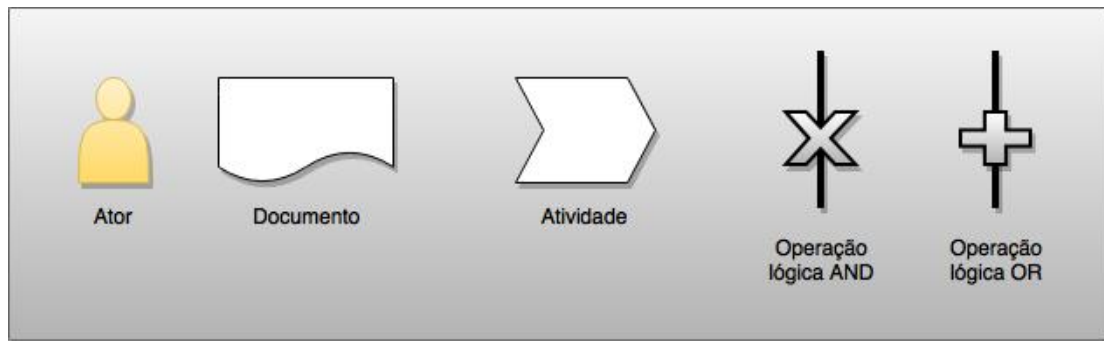 Ator
Documento
Atividade
Operação
lógica AND
Operação
lógica OR